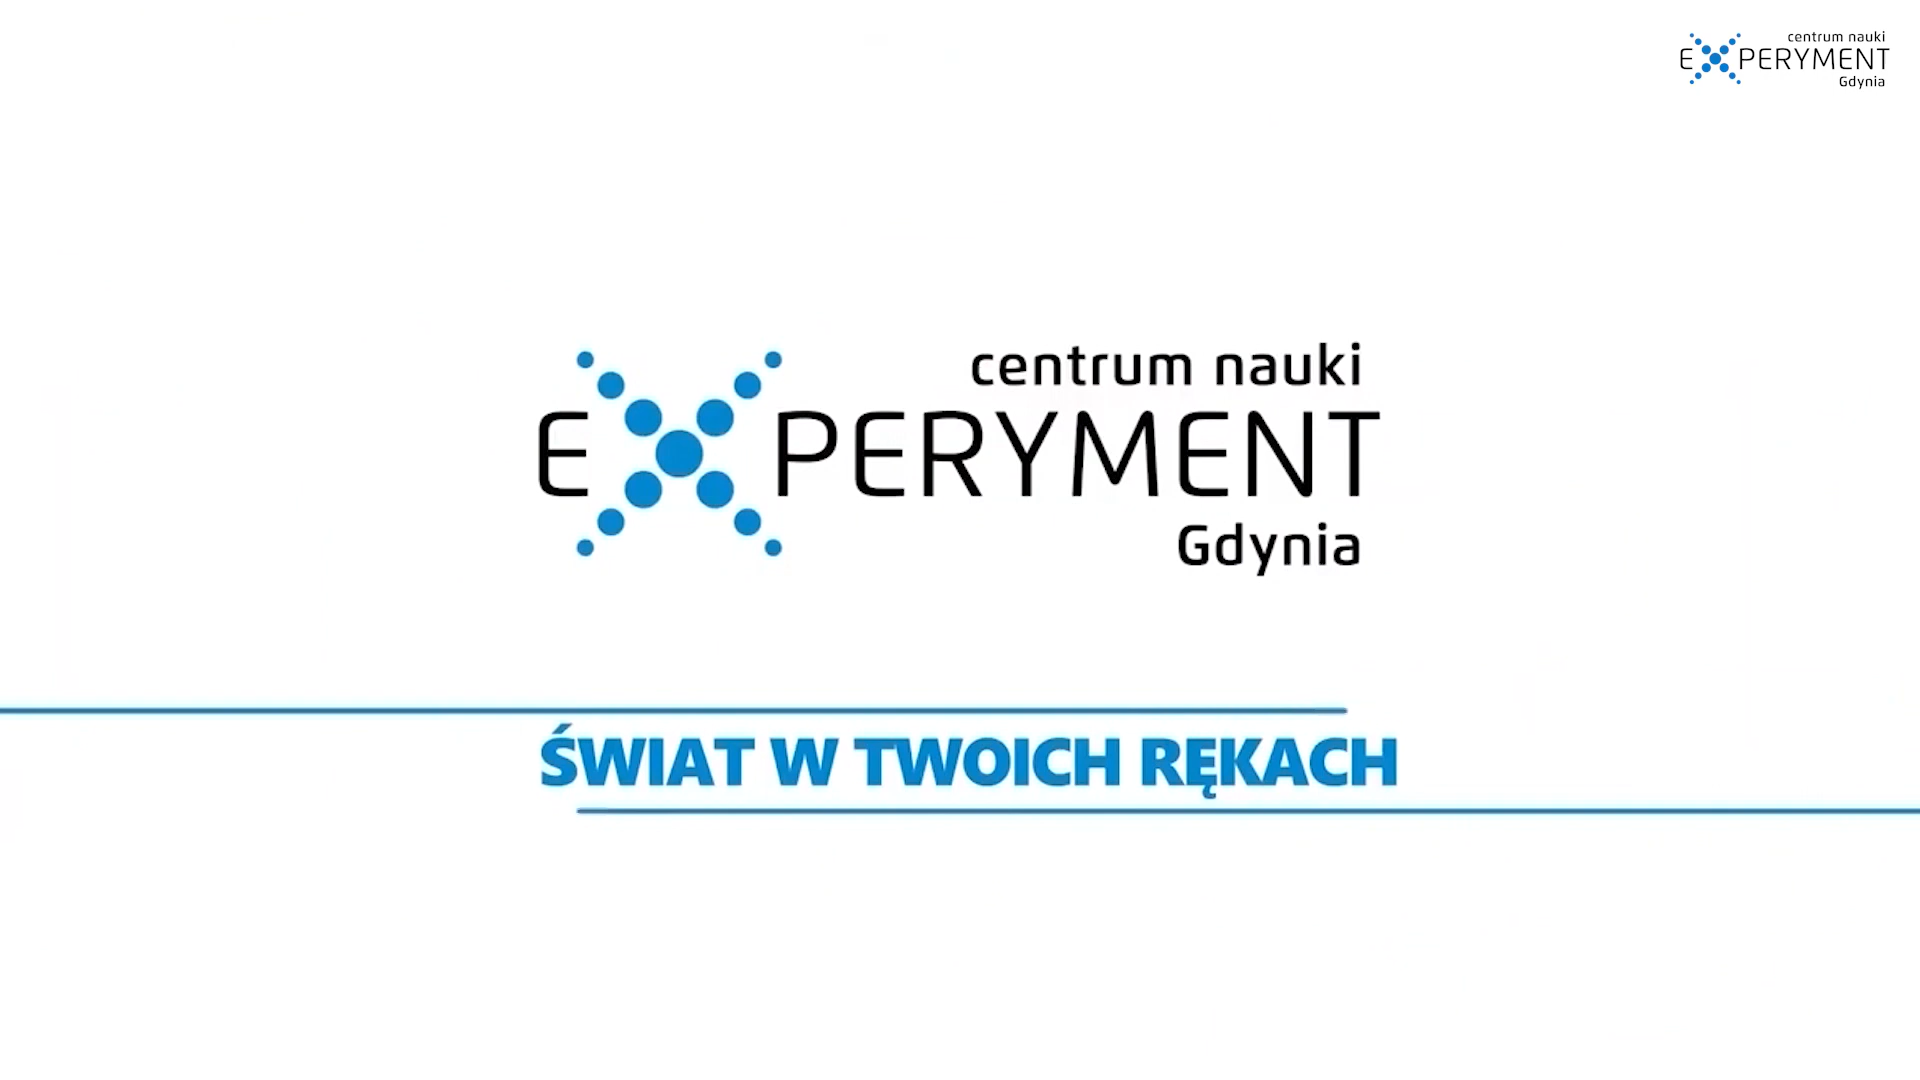 centrum nauki
EXPERYMENT
Gdynia
centrum nauki
EXPERYMENT
Gdynia
ŚWIAT W TWOICH RĘKACH